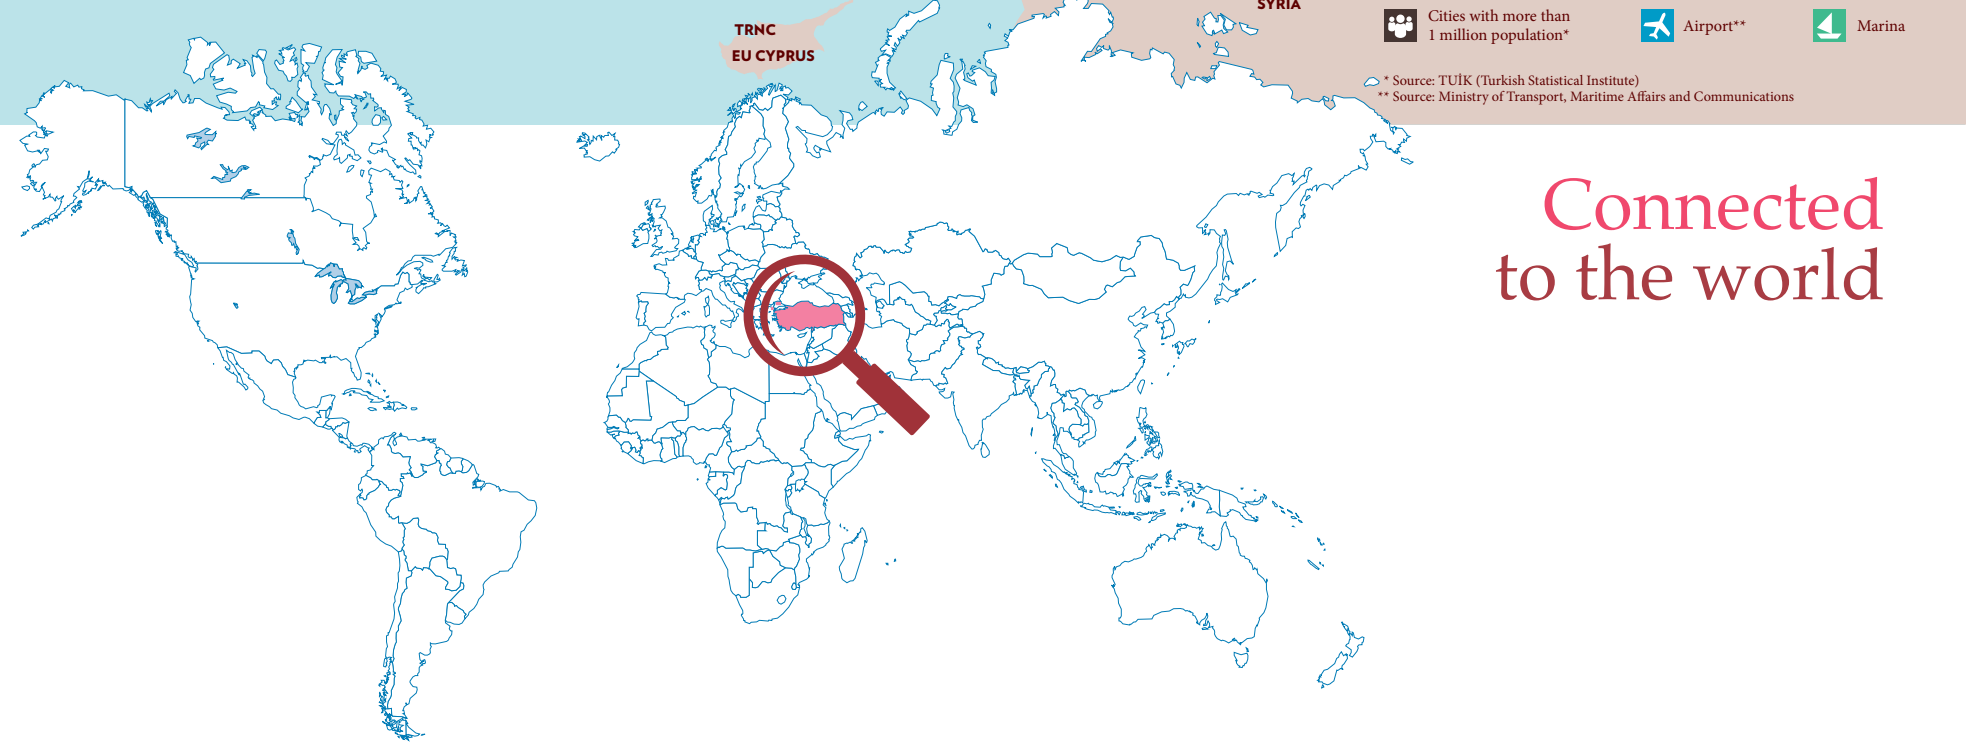 SYRIA
TRNC
EU CYPRUS
Cities with more than
1 million population*
Airport**
Marina
* Source: TUİK (Turkish Statistical Institute)
** Source: Ministry of Transport, Maritime Affairs and Communications
Connected
to the world